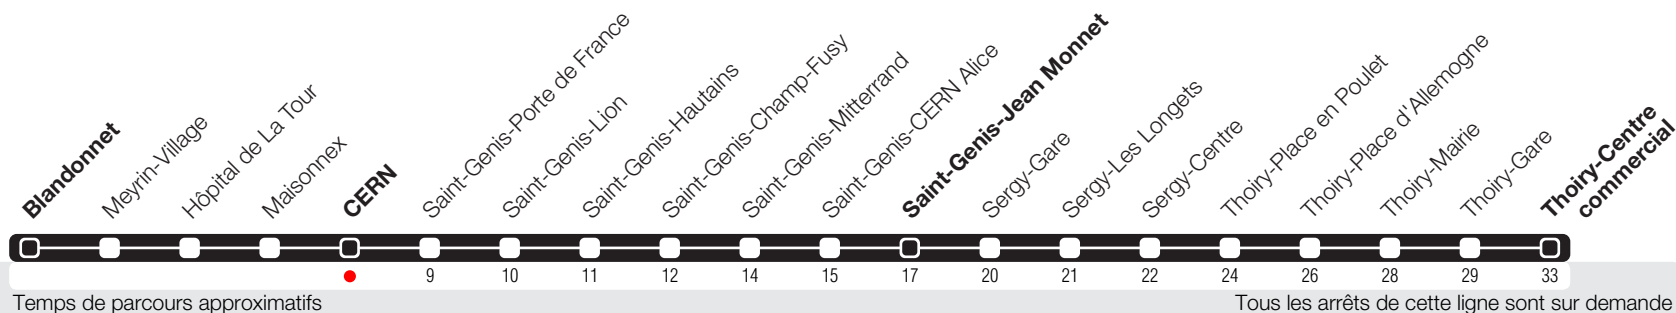 Blandonnet
Meyrin-Village
Hôpital de La Tour
Maisonnex
CERN
Saint-Genis-Porte de France
Saint-Genis-Lion
Saint-Genis-Hautains
Saint-Genis-Champ-Fusy
Saint-Genis-Mitterrand
Saint-Genis-CERN Alice
Saint-Genis-Jean Monnet
Sergy-Gare
Sergy-Les Longets
Sergy-Centre
Thoiry-Place en Poulet
Thoiry-Place d'Allemogne
Thoiry-Mairie
Thoiry-Gare
Thoiry-Centre
commercial
9 10 11 12 14 15 17 20 21 22 24 26 28 29 33
Temps de parcours approximatifs
Tous les arrêts de cette ligne sont sur demande